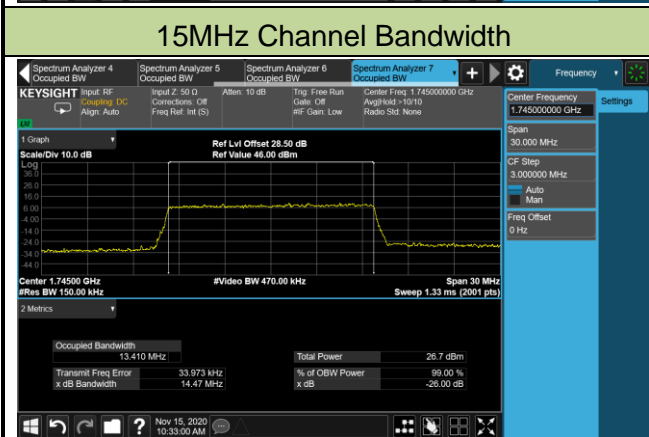 15MHz Channel Bandwidth
Spectrum Analyzer 4
Occupied BW
Spectrum Analyzer 5
Occupied BW
Spectrum Analyzer 6
Occupied BW
Spectrum Analyzer 7
Occupied BW
Frequency
KEYSIGHT
Input: RF
Coupling: DC
Align: Auto
Input Z: 50 Ω
Corrections: Off
Freq Ref: Int (S)
Atten: 10 dB
Trig: Free Run
Gate: Off
#IF Gain: Low
Center Freq: 1.745000000 GHz
Avg|Hold:>10/10
Radio Std: None
LV
Center Frequency
1.745000000 GHz
Settings
Span
30.000 MHz
CF Step
3.000000 MHz
Auto
Man
Freq Offset
0 Hz
1 Graph
Scale/Div 10.0 dB
Ref Lvl Offset 28.50 dB
Ref Value 46.00 dBm
Log
36.0
26.0
16.0
6.00
-4.00
-14.0
-24.0
-34.0
-44.0
Center 1.74500 GHz
#Res BW 150.00 kHz
#Video BW 470.00 kHz
Span 30 MHz
Sweep 1.33 ms (2001 pts)
2 Metrics
Occupied Bandwidth
13.410 MHz
Total Power 26.7 dBm
Transmit Freq Error 33.973 kHz
% of OBW Power 99.00 %
x dB Bandwidth 14.47 MHz
x dB -26.00 dB
Nov 15, 2020
10:33:00 AM